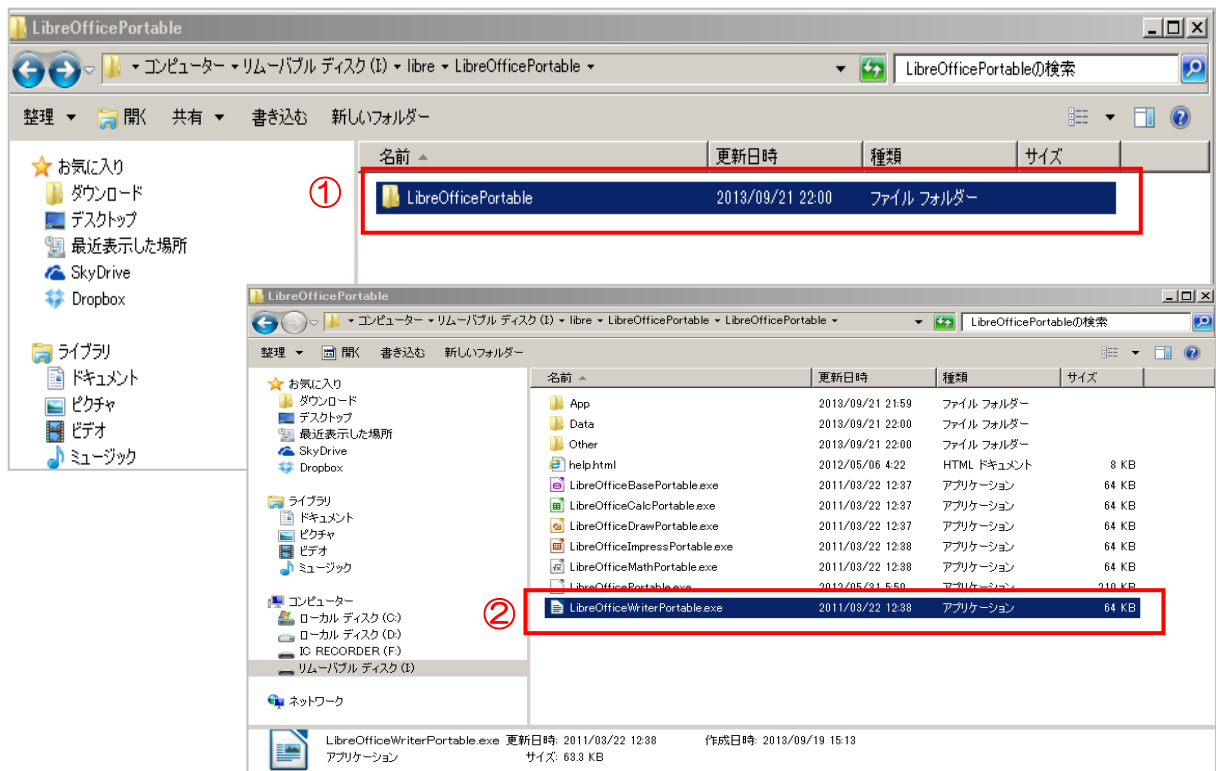 LibreOfficePortable
コンピューター リムーバブル ディスク (I) libre LibreOfficePortable LibreOfficePortableの検索
整理 開く 共有 書き込む 新しいフォルダー
名前 更新日時 種類 サイズ
① LibreOfficePortable 2013/09/21 22:00 ファイル フォルダー
お気に入り
ダウンロード
デスクトップ
最近表示した場所
SkyDrive
Dropbox
ライブラリ
ドキュメント
ピクチャ
ビデオ
ミュージック
LibreOfficePortable
コンピューター リムーバブル ディスク (I) libre LibreOfficePortable LibreOfficePortable LibreOfficePortableの検索
整理 開く 書き込む 新しいフォルダー
お気に入り
ダウンロード
デスクトップ
最近表示した場所
SkyDrive
Dropbox
ライブラリ
ドキュメント
ピクチャ
ビデオ
ミュージック
コンピューター
ローカル ディスク (C:)
ローカル ディスク (D:)
IC RECORDER (F:)
リムーバブル ディスク (I)
ネットワーク
名前 更新日時 種類 サイズ
App 2013/09/21 21:59 ファイル フォルダー
Data 2013/09/21 22:00 ファイル フォルダー
Other 2013/09/21 22:00 ファイル フォルダー
help.html 2012/05/06 4:22 HTML ドキュメント 8 KB
LibreOfficeBasePortable.exe 2011/03/22 12:37 アプリケーション 64 KB
LibreOfficeCalcPortable.exe 2011/03/22 12:37 アプリケーション 64 KB
LibreOfficeDrawPortable.exe 2011/03/22 12:37 アプリケーション 64 KB
LibreOfficeImpressPortable.exe 2011/03/22 12:38 アプリケーション 64 KB
LibreOfficeMathPortable.exe 2011/03/22 12:38 アプリケーション 64 KB
LibreOfficePortable.exe 2012/05/31 5:50 アプリケーション 210 KB
② LibreOfficeWriterPortable.exe 2011/03/22 12:38 アプリケーション 64 KB
LibreOfficeWriterPortable.exe 更新日時: 2011/03/22 12:38 作成日時: 2013/09/19 15:13
アプリケーション サイズ: 63.3 KB